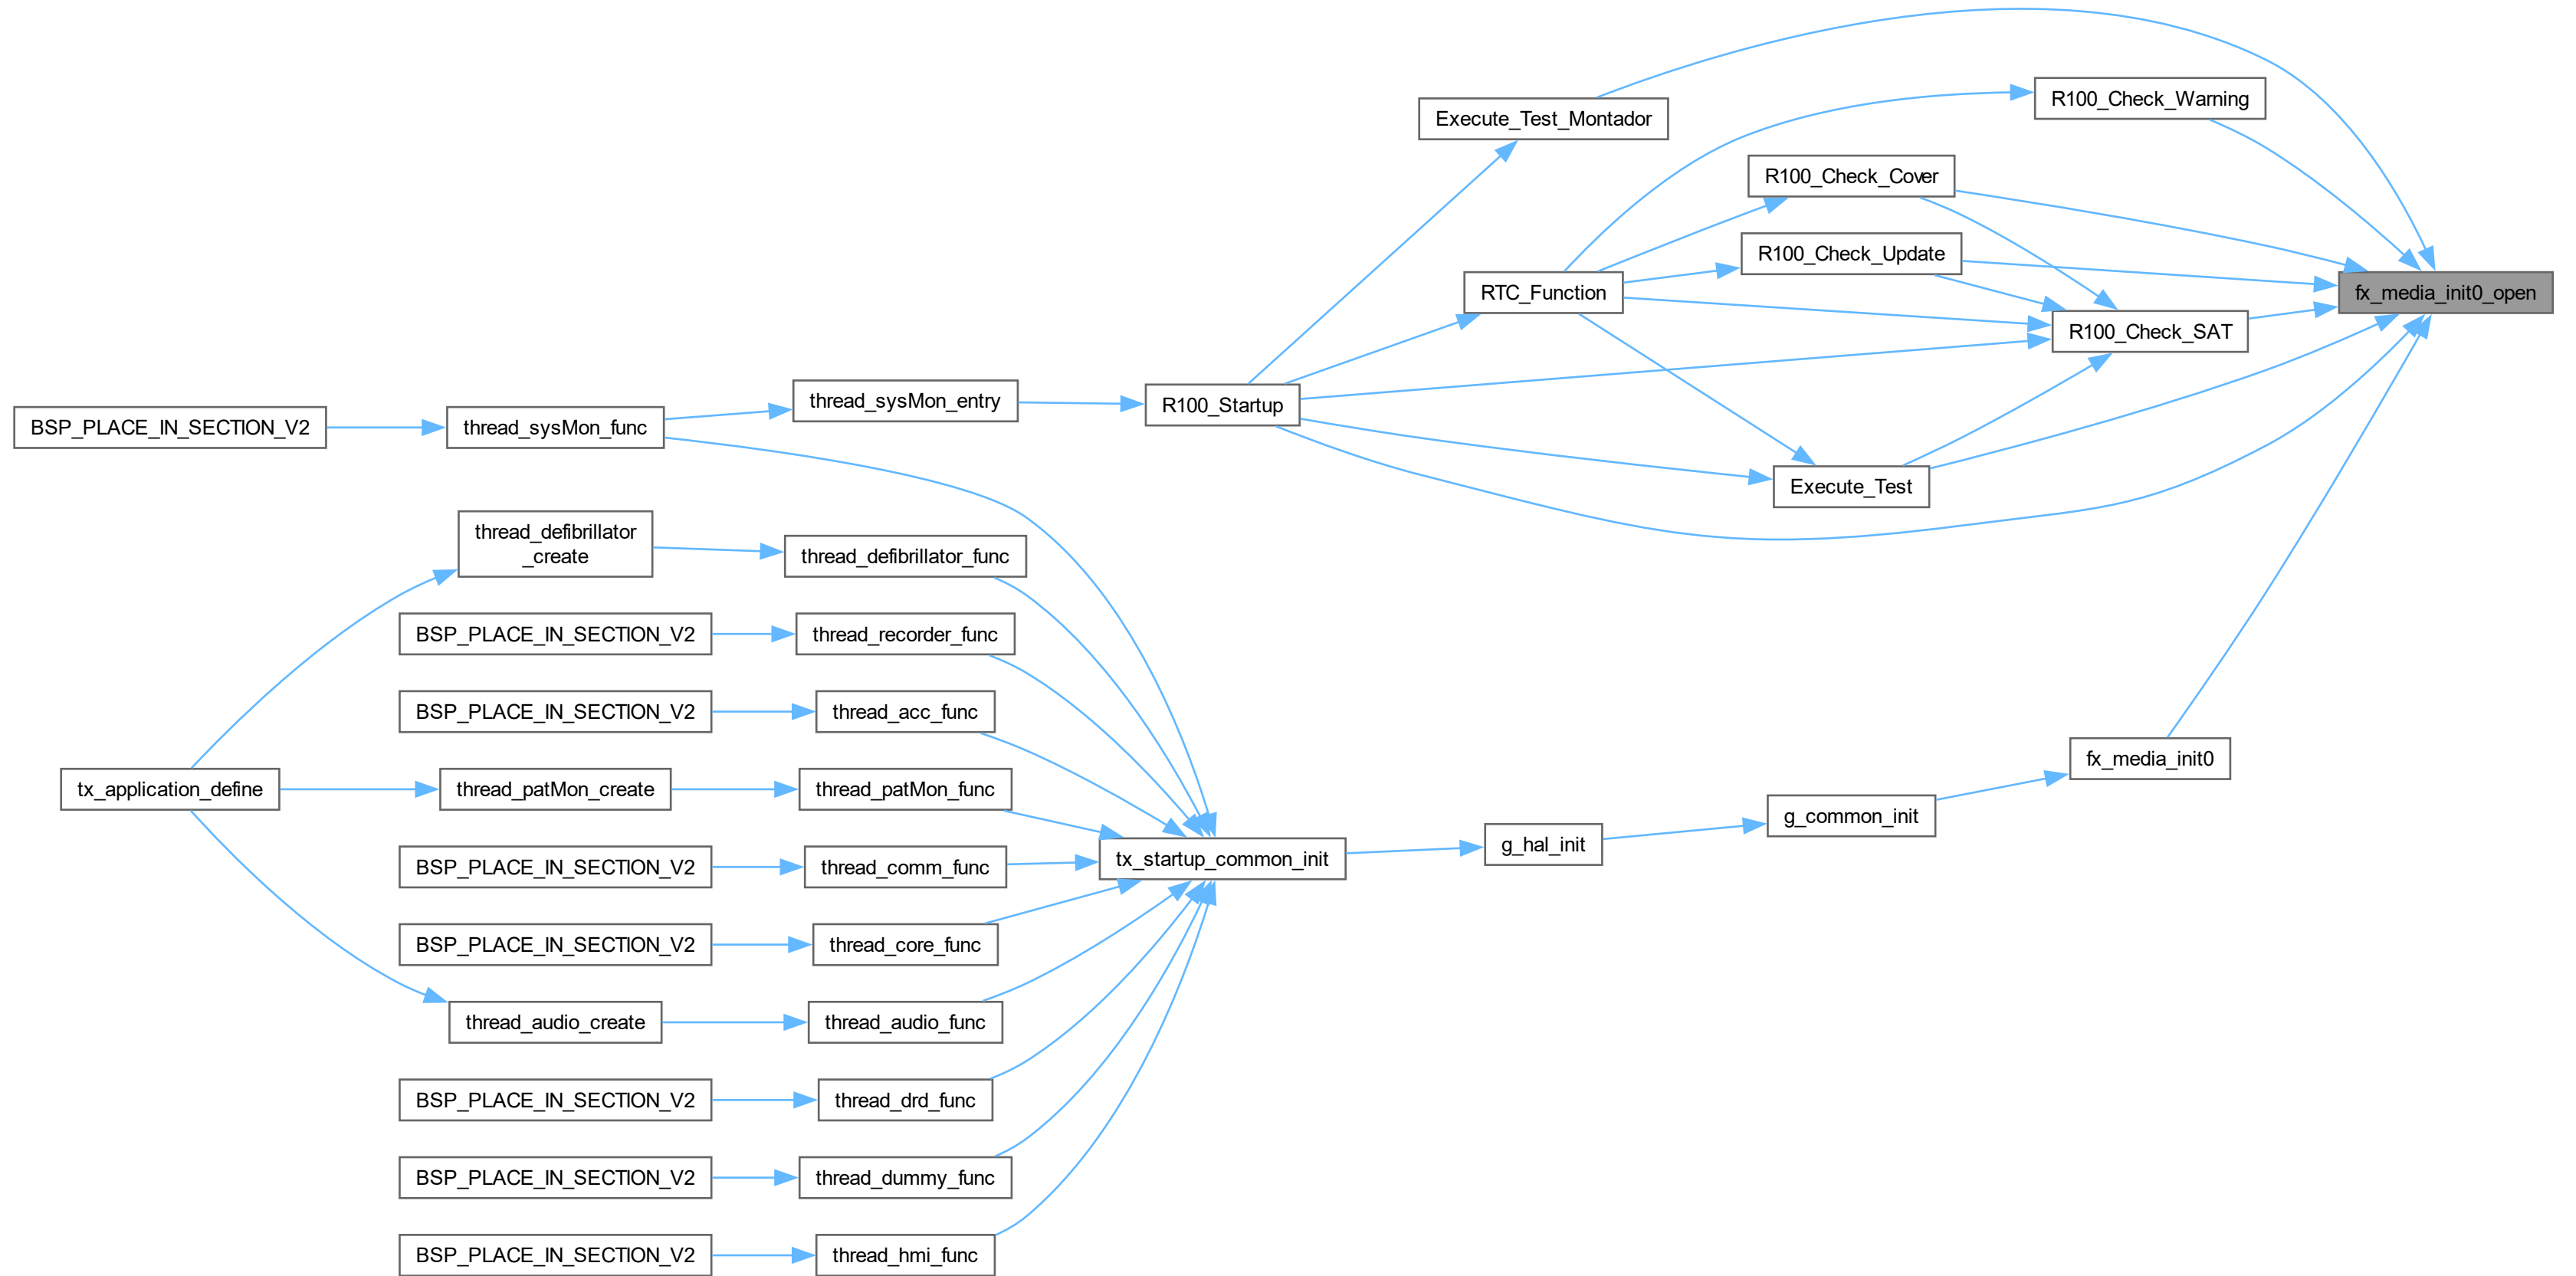 Execute_Test_Montador
R100_Check_Warning
R100_Check_Cover
R100_Check_Update
RTC_Function
fx_media_init0_open
R100_Check_SAT
thread_sysMon_entry
R100_Startup
BSP_PLACE_IN_SECTION_V2
thread_sysMon_func
Execute_Test
thread_defibrillator
_create
thread_defibrillator_func
BSP_PLACE_IN_SECTION_V2
thread_recorder_func
BSP_PLACE_IN_SECTION_V2
thread_acc_func
fx_media_init0
tx_application_define
thread_patMon_create
thread_patMon_func
g_common_init
g_hal_init
tx_startup_common_init
BSP_PLACE_IN_SECTION_V2
thread_comm_func
BSP_PLACE_IN_SECTION_V2
thread_core_func
thread_audio_create
thread_audio_func
BSP_PLACE_IN_SECTION_V2
thread_drd_func
BSP_PLACE_IN_SECTION_V2
thread_dummy_func
BSP_PLACE_IN_SECTION_V2
thread_hmi_func